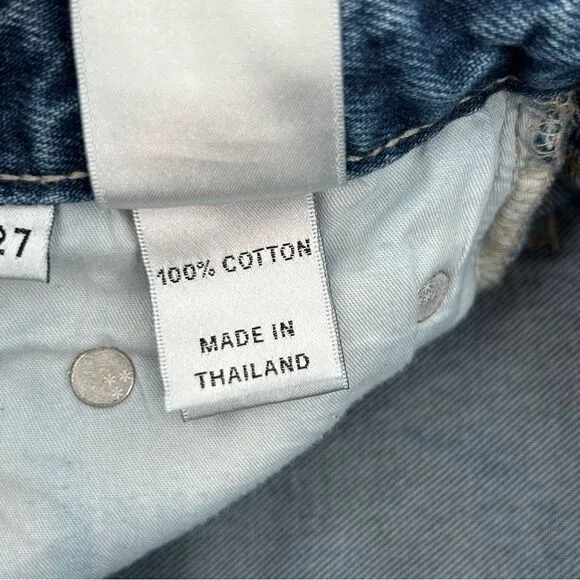 27
100% COTTON
MADE IN
THAILAND